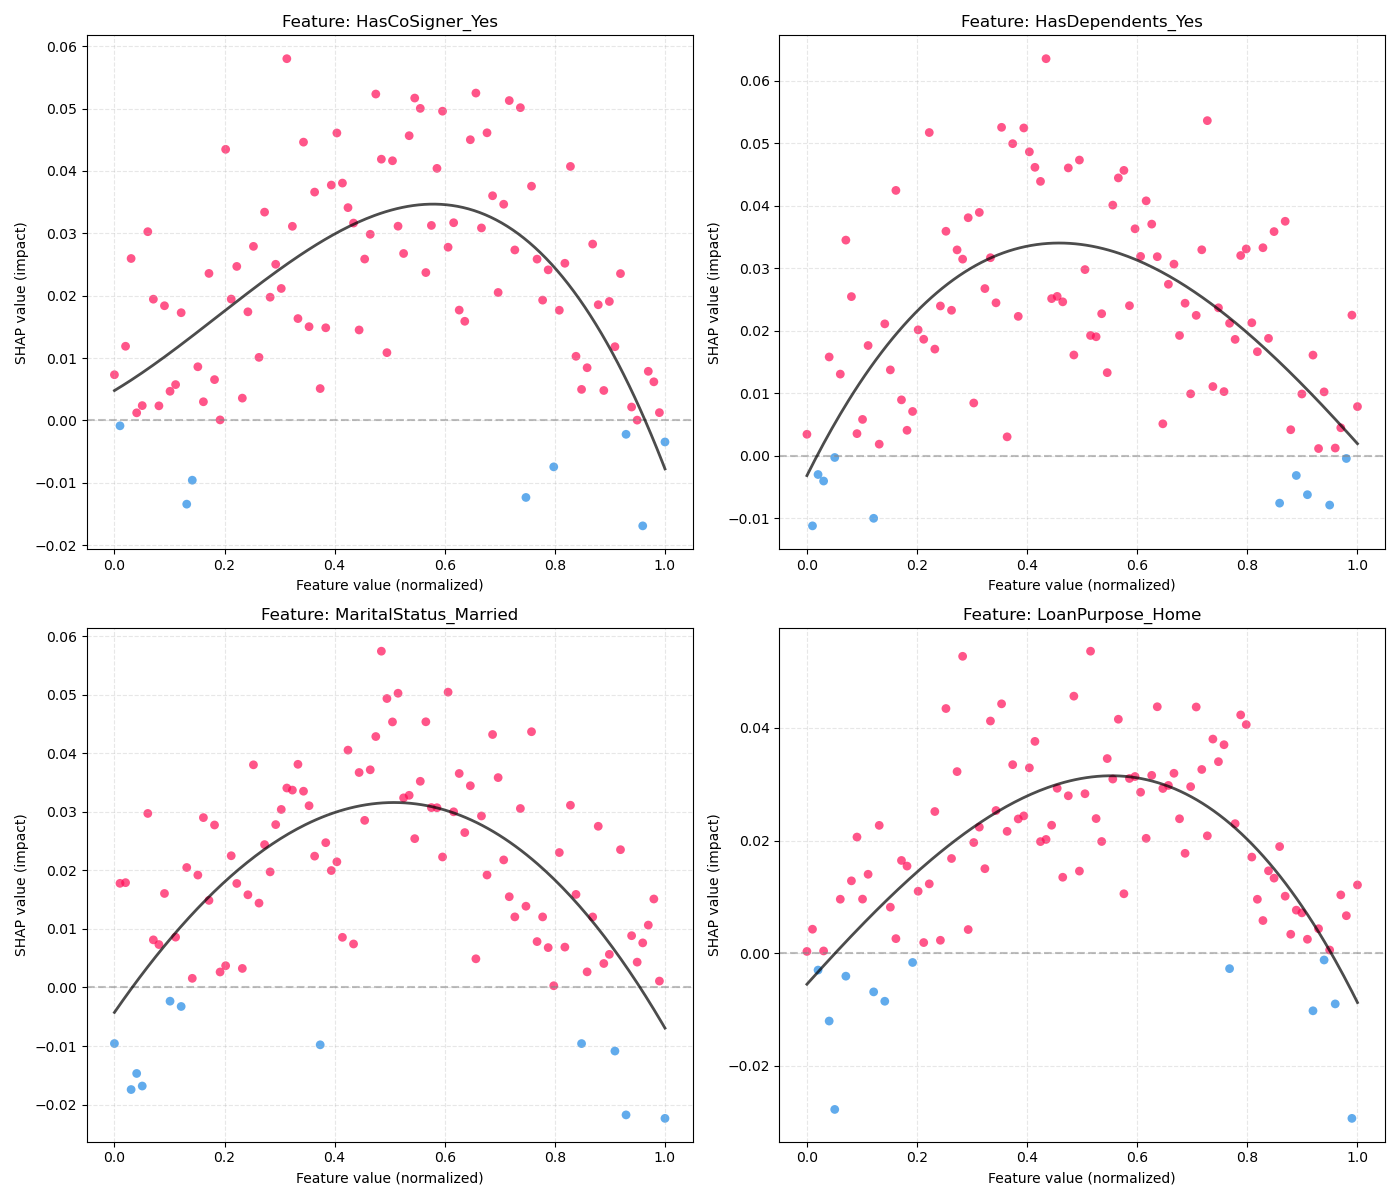 Feature: HasCoSigner_Yes
0.06
0.05
0.04
0.03
0.02
0.01
0.00
−0.01
−0.02
SHAP value (impact)
0.0 0.2 0.4 0.6 0.8 1.0
Feature value (normalized)
Feature: HasDependents_Yes
0.06
0.05
0.04
0.03
0.02
0.01
0.00
−0.01
SHAP value (impact)
0.0 0.2 0.4 0.6 0.8 1.0
Feature value (normalized)
Feature: MaritalStatus_Married
0.06
0.05
0.04
0.03
0.02
0.01
0.00
−0.01
−0.02
SHAP value (impact)
0.0 0.2 0.4 0.6 0.8 1.0
Feature value (normalized)
Feature: LoanPurpose_Home
0.04
0.02
0.00
−0.02
SHAP value (impact)
0.0 0.2 0.4 0.6 0.8 1.0
Feature value (normalized)